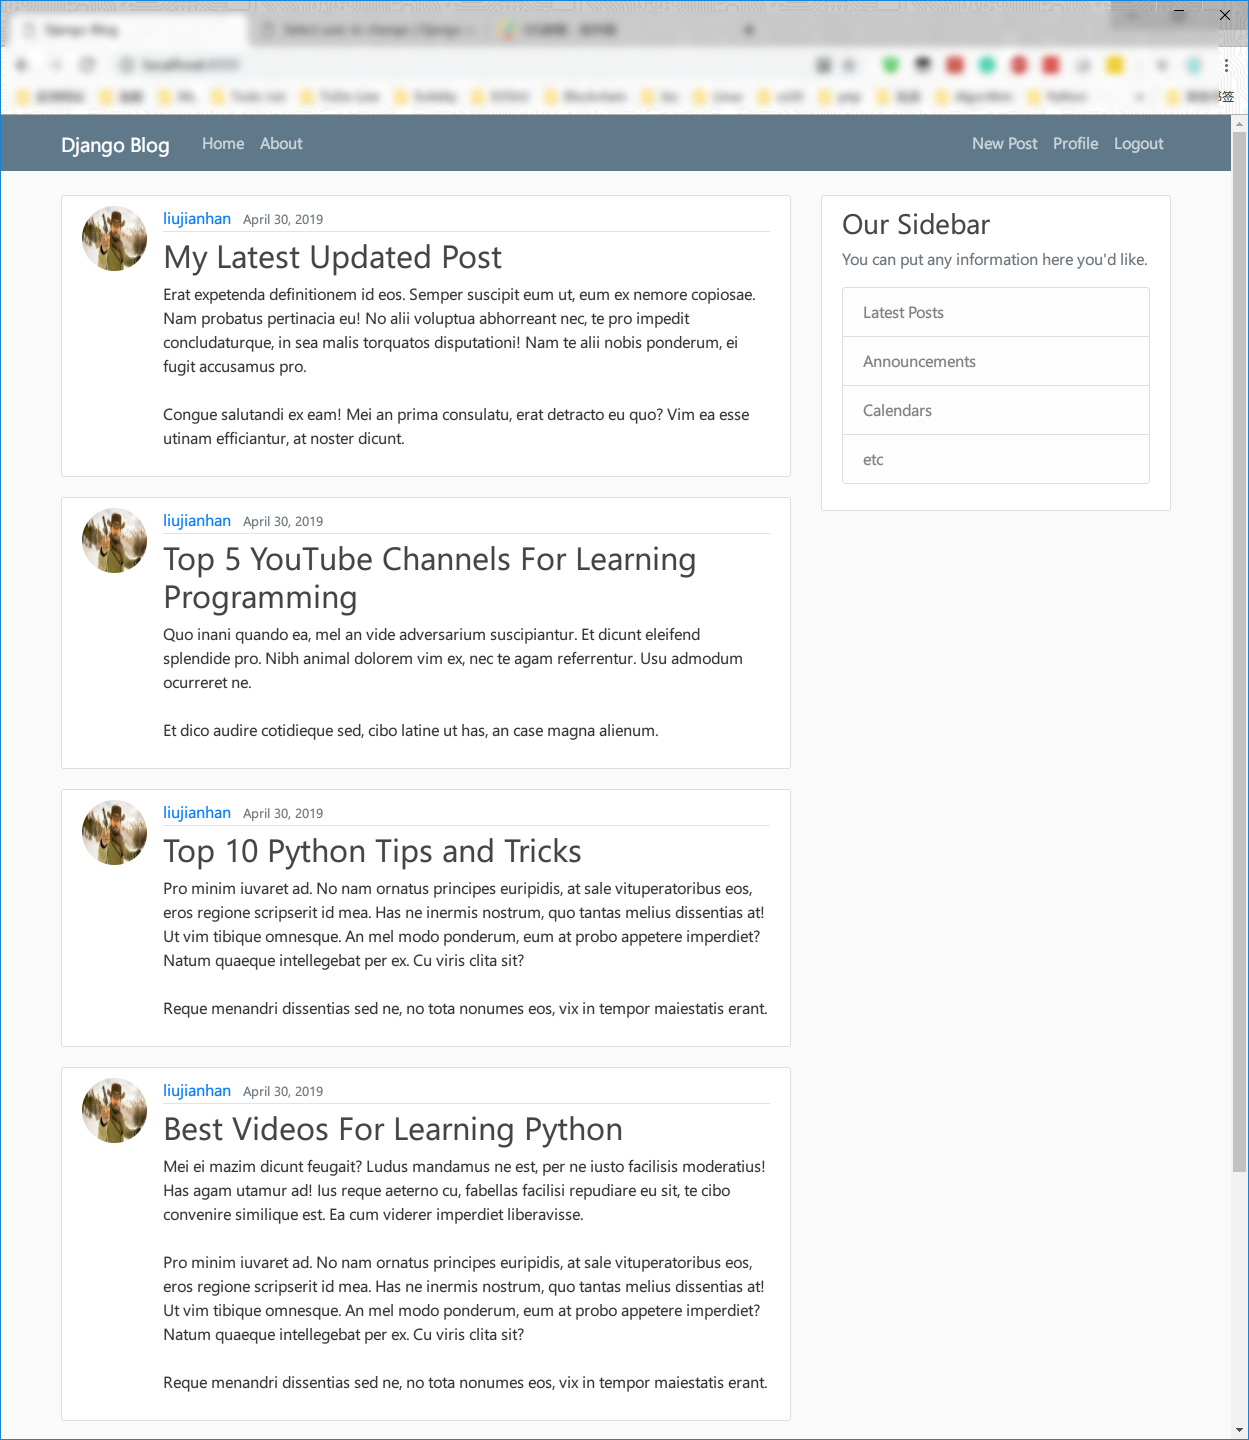 Django Blog
Home About
New Post Profile Logout
liujianhan April 30, 2019
My Latest Updated Post
Erat expetenda definitionem id eos. Semper suscipit eum ut, eum ex nemore copiosae.
Nam probatus pertinacia eu! No alii voluptua abhorreant nec, te pro impedit
concludaturque, in sea malis torquatos disputationi! Nam te alii nobis ponderum, ei
fugit accusamus pro.
Congue salutandi ex eam! Mei an prima consulatu, erat detracto eu quo? Vim ea esse
utinam efficiantur, at noster dicunt.
liujianhan April 30, 2019
Top 5 YouTube Channels For Learning
Programming
Quo inani quando ea, mel an vide adversarium suscipiantur. Et dicunt eleifend
splendide pro. Nibh animal dolorem vim ex, nec te agam referrentur. Usu admodum
ocurreret ne.
Et dico audire cotidieque sed, cibo latine ut has, an case magna alienum.
liujianhan April 30, 2019
Top 10 Python Tips and Tricks
Pro minim iuvaret ad. No nam ornatus principes euripidis, at sale vituperatoribus eos,
eros regione scripserit id mea. Has ne inermis nostrum, quo tantas melius dissentias at!
Ut vim tibique omnesque. An mel modo ponderum, eum at probo appetere imperdiet?
Natum quaeque intellegebat per ex. Cu viris clita sit?
Reque menandri dissentias sed ne, no tota nonumes eos, vix in tempor maiestatis erant.
liujianhan April 30, 2019
Best Videos For Learning Python
Mei ei mazim dicunt feugait? Ludus mandamus ne est, per ne iusto facilisis moderatius!
Has agam utamur ad! Ius reque aeterno cu, fabellas facilisi repudiare eu sit, te cibo
convenire similique est. Ea cum viderer imperdiet liberavisse.
Pro minim iuvaret ad. No nam ornatus principes euripidis, at sale vituperatoribus eos,
eros regione scripserit id mea. Has ne inermis nostrum, quo tantas melius dissentias at!
Ut vim tibique omnesque. An mel modo ponderum, eum at probo appetere imperdiet?
Natum quaeque intellegebat per ex. Cu viris clita sit?
Reque menandri dissentias sed ne, no tota nonumes eos, vix in tempor maiestatis erant.
Our Sidebar
You can put any information here you'd like.
Latest Posts
Announcements
Calendars
etc